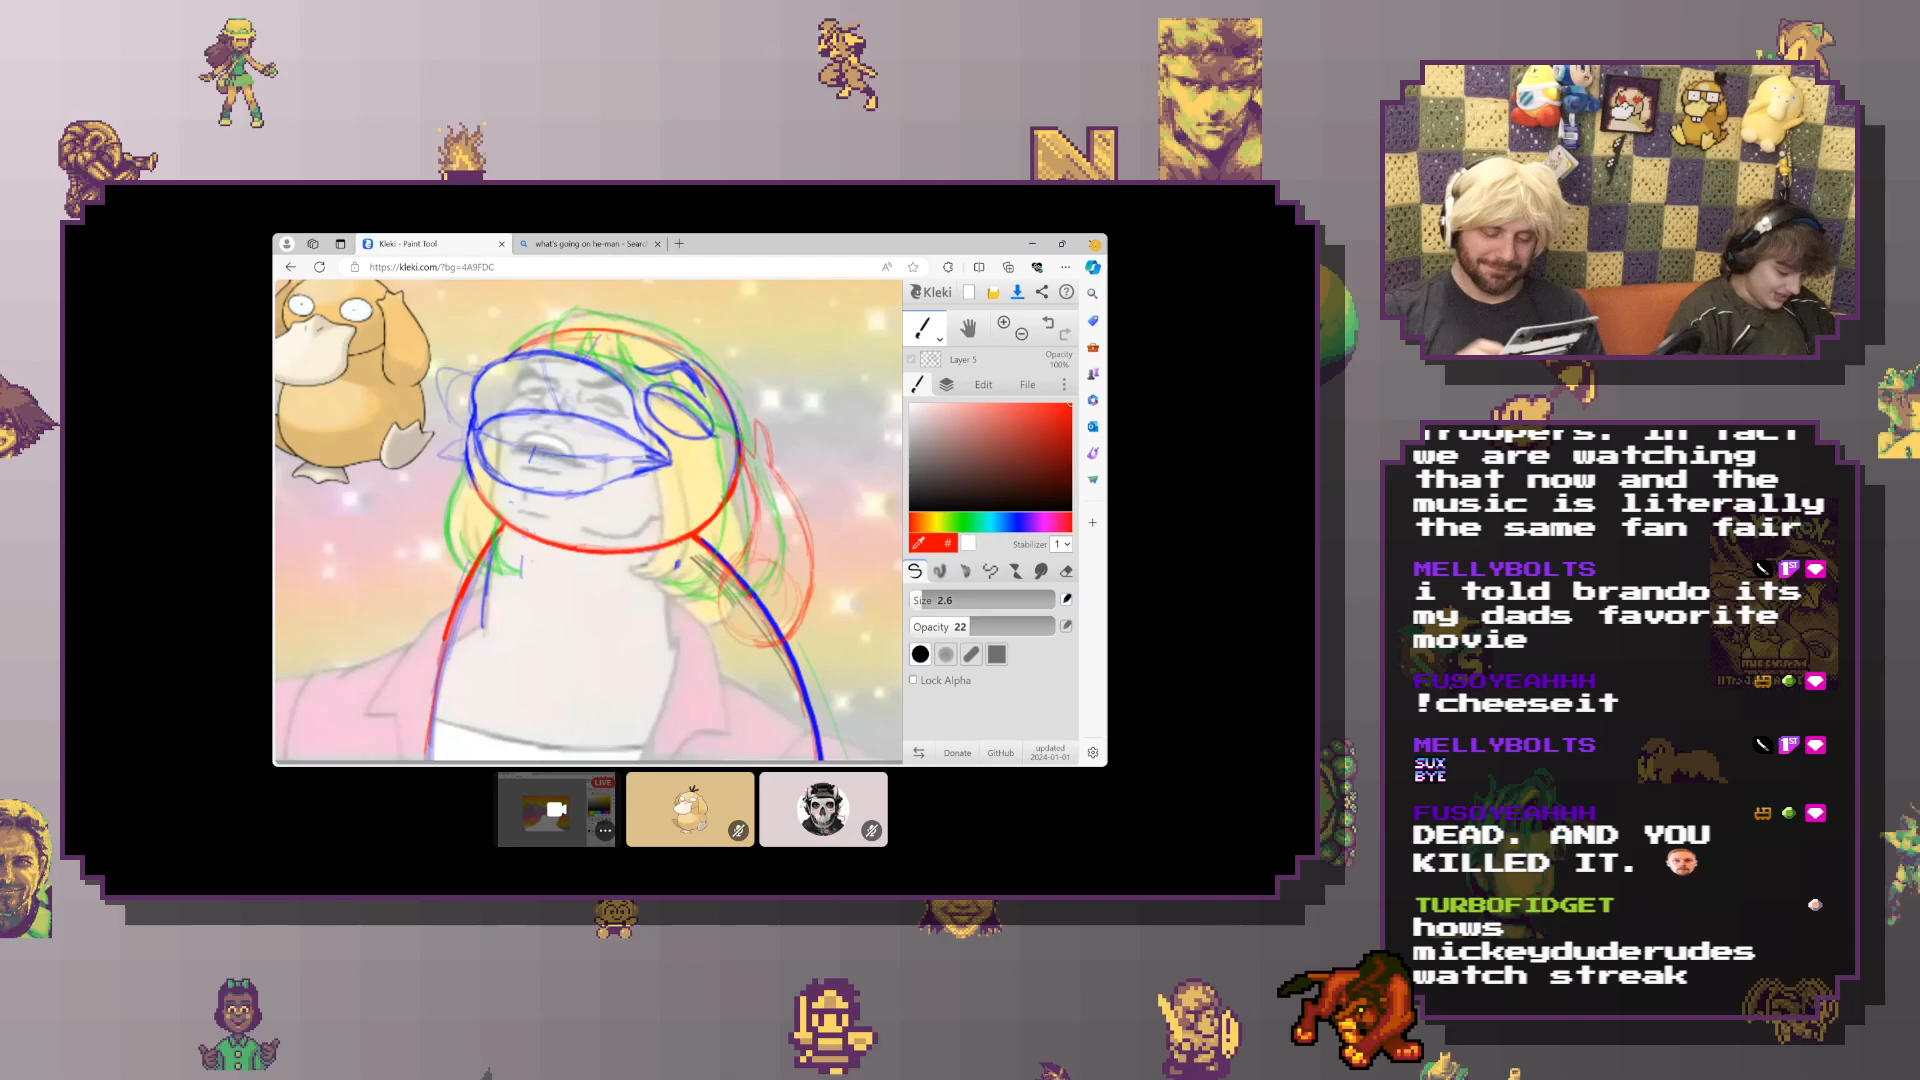 Kleki - Paint Tool
what's going on he-man - Search
https://kleki.com/?bg=4A9FDC
Kleki
Layer 5
Opacity
100%
Edit
File
#
Stabilizer
1
Size 2.6
Opacity 22
Lock Alpha
Donate
GitHub
updated
2024-01-01
LIVE
we are watching
that now and the
music is literally
the same fan fair
MELLYBOLTS
1ST
i told brando its
my dads favorite
movie
FUSOYEAHHH
!cheeseit
MELLYBOLTS
1ST
SUX
BYE
FUSOYEAHHH
DEAD. AND YOU
KILLED IT.
TURBOFIDGET
hows
mickeyduderudes
watch streak